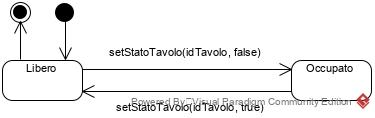 setStatoTavolo(idTavolo, false)
Libero
Occupato
Powered By Visual Paradigm Community Edition
setStatoTavolo(idTavolo, true)